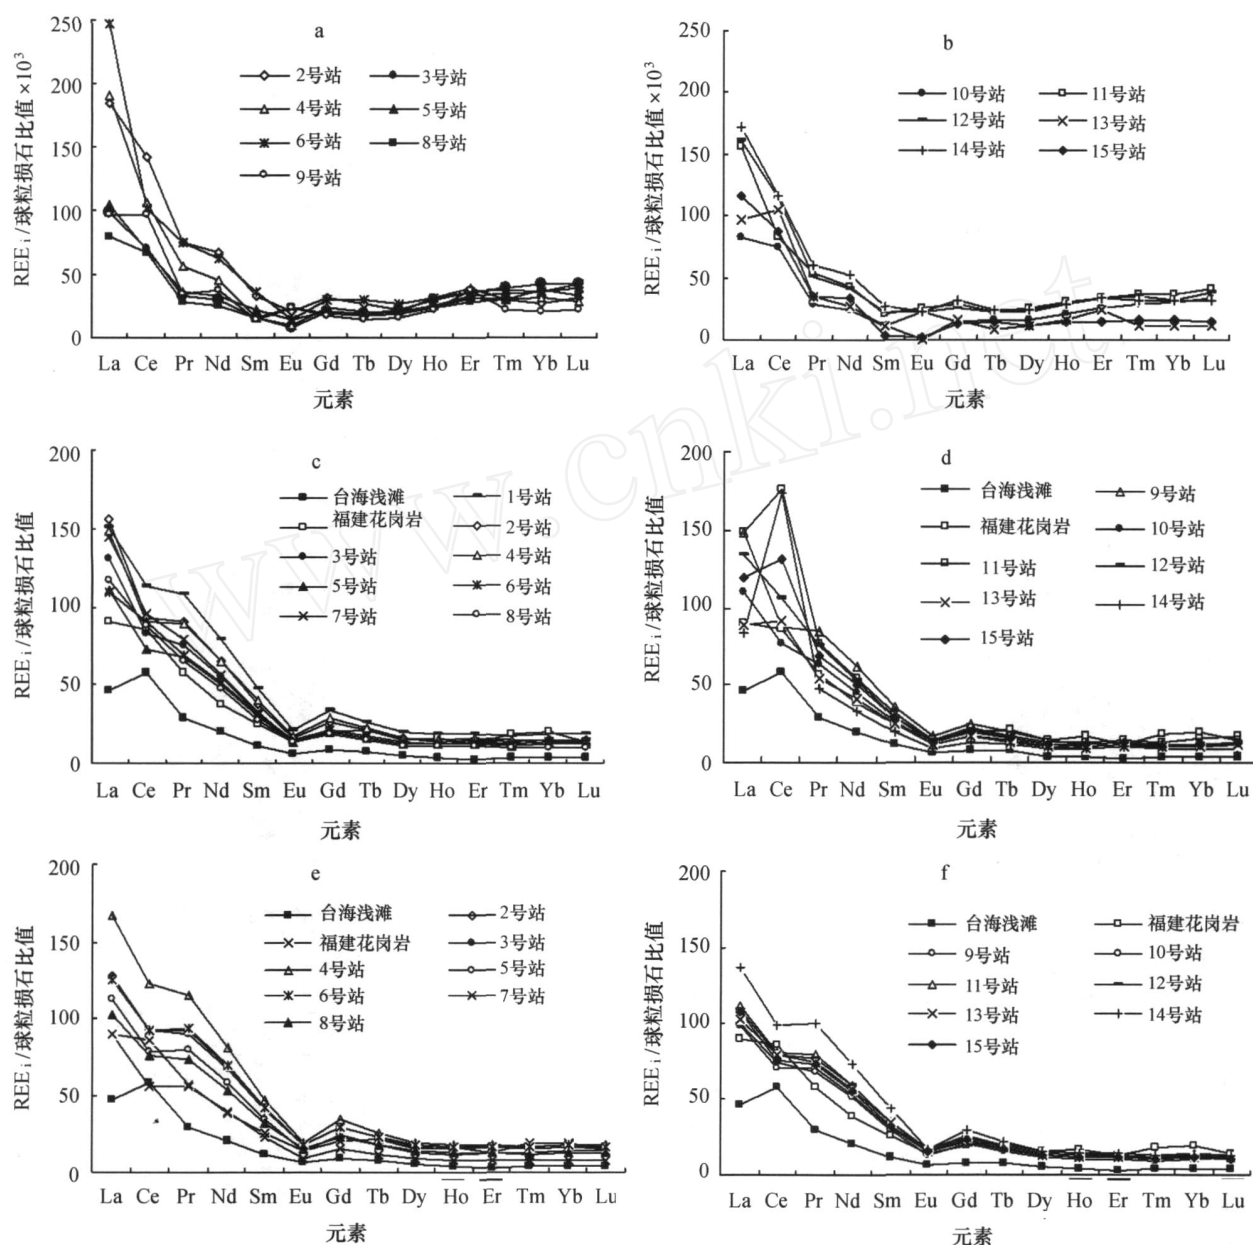 a
REEᵢ/球粒损石比值×10³
250
200
150
100
50
0
2号站 3号站
4号站 5号站
6号站 8号站
9号站
La Ce Pr Nd Sm Eu Gd Tb Dy Ho Er Tm Yb Lu
元素
b
REEᵢ/球粒损石比值×10³
250
200
150
100
50
0
10号站 11号站
12号站 13号站
14号站 15号站
La Ce Pr Nd Sm Eu Gd Tb Dy Ho Er Tm Yb Lu
元素
c
REEᵢ/球粒损石比值
200
150
100
50
0
台海浅滩 1号站
福建花岗岩 2号站
3号站 4号站
5号站 6号站
7号站 8号站
La Ce Pr Nd Sm Eu Gd Tb Dy Ho Er Tm Yb Lu
元素
d
REEᵢ/球粒损石比值
200
150
100
50
0
台海浅滩 9号站
福建花岗岩 10号站
11号站 12号站
13号站 14号站
15号站
La Ce Pr Nd Sm Eu Gd Tb Dy Ho Er Tm Yb Lu
元素
e
REEᵢ/球粒损石比值
200
150
100
50
0
台海浅滩 2号站
福建花岗岩 3号站
4号站 5号站
6号站 7号站
8号站
La Ce Pr Nd Sm Eu Gd Tb Dy Ho Er Tm Yb Lu
元素
f
REEᵢ/球粒损石比值
200
150
100
50
0
台海浅滩 福建花岗岩
9号站 10号站
11号站 12号站
13号站 14号站
15号站
La Ce Pr Nd Sm Eu Gd Tb Dy Ho Er Tm Yb Lu
元素
www.cnki.net